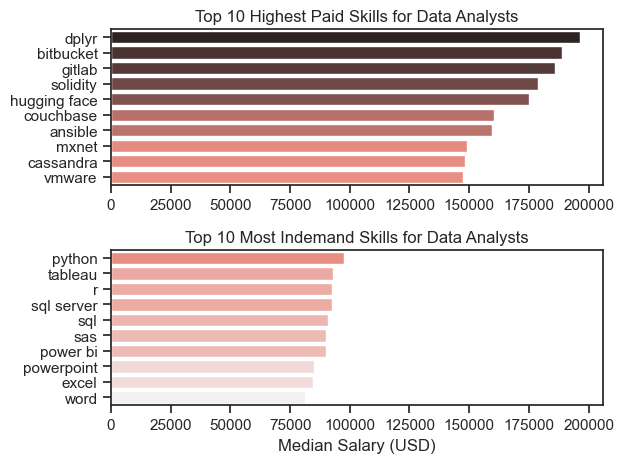 Top 10 Highest Paid Skills for Data Analysts
dplyr
bitbucket
gitlab
solidity
hugging face
couchbase
ansible
mxnet
cassandra
vmware
0 25000 50000 75000 100000 125000 150000 175000 200000
Top 10 Most Indemand Skills for Data Analysts
python
tableau
r
sql server
sql
sas
power bi
powerpoint
excel
word
0 25000 50000 75000 100000 125000 150000 175000 200000
Median Salary (USD)